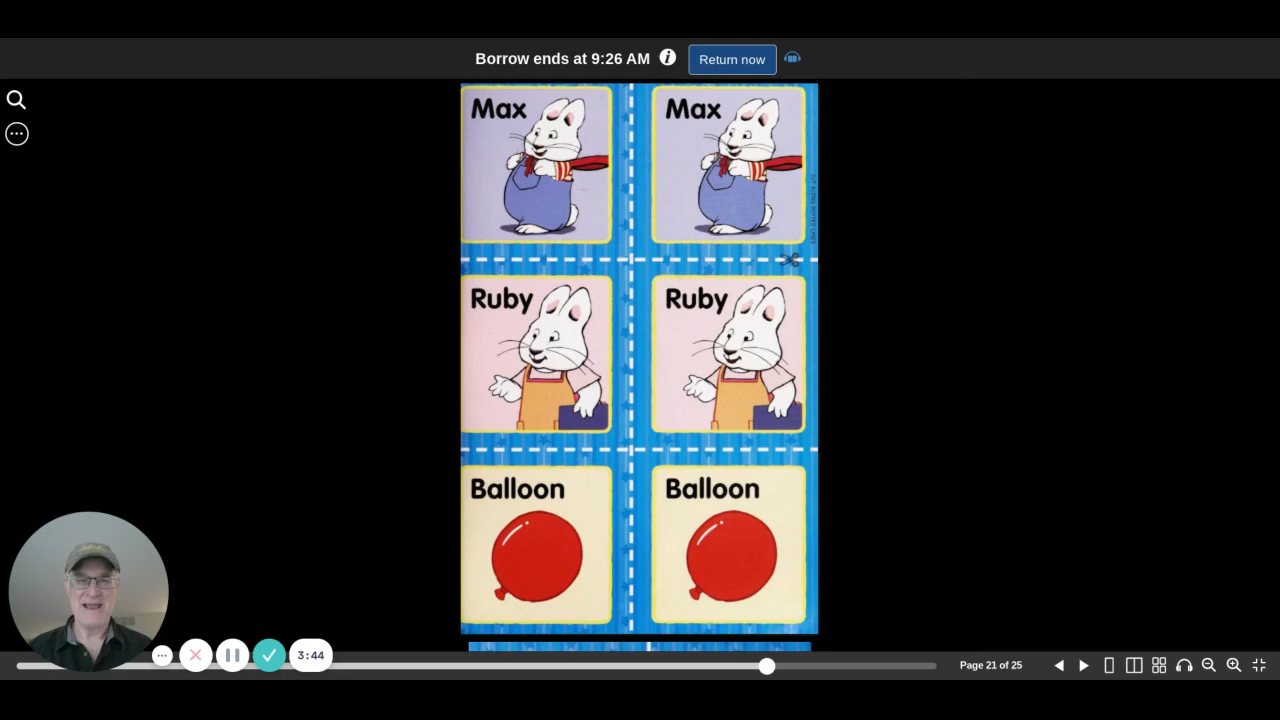 Borrow ends at 9:26 AM
Return now
Max
Max
Ruby
Ruby
Balloon
Balloon
3:44
Page 21 of 25